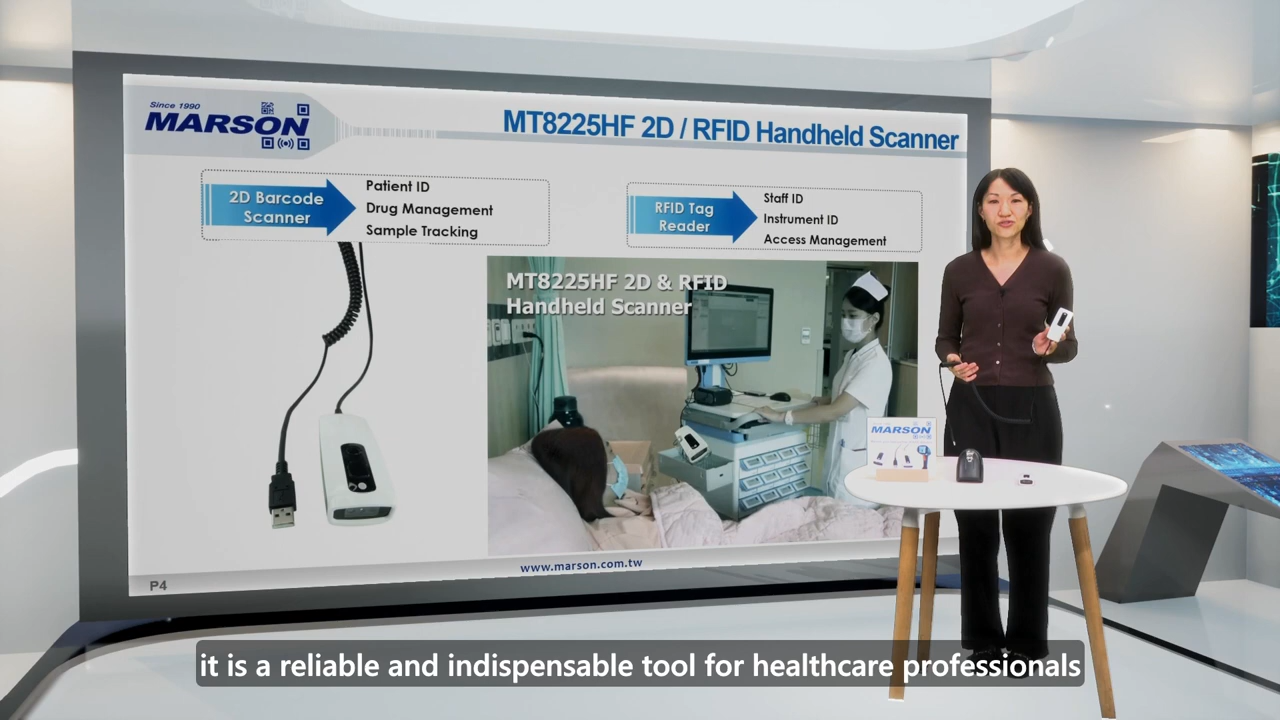 Since 1990
MARSON
MT8225HF 2D / RFID Handheld Scanner
2D Barcode
Scanner
Patient ID
Drug Management
Sample Tracking
RFID Tag
Reader
Staff ID
Instrument ID
Access Management
MT8225HF 2D & RFID
Handheld Scanner
MARSON
www.marson.com.tw
P4
it is a reliable and indispensable tool for healthcare professionals